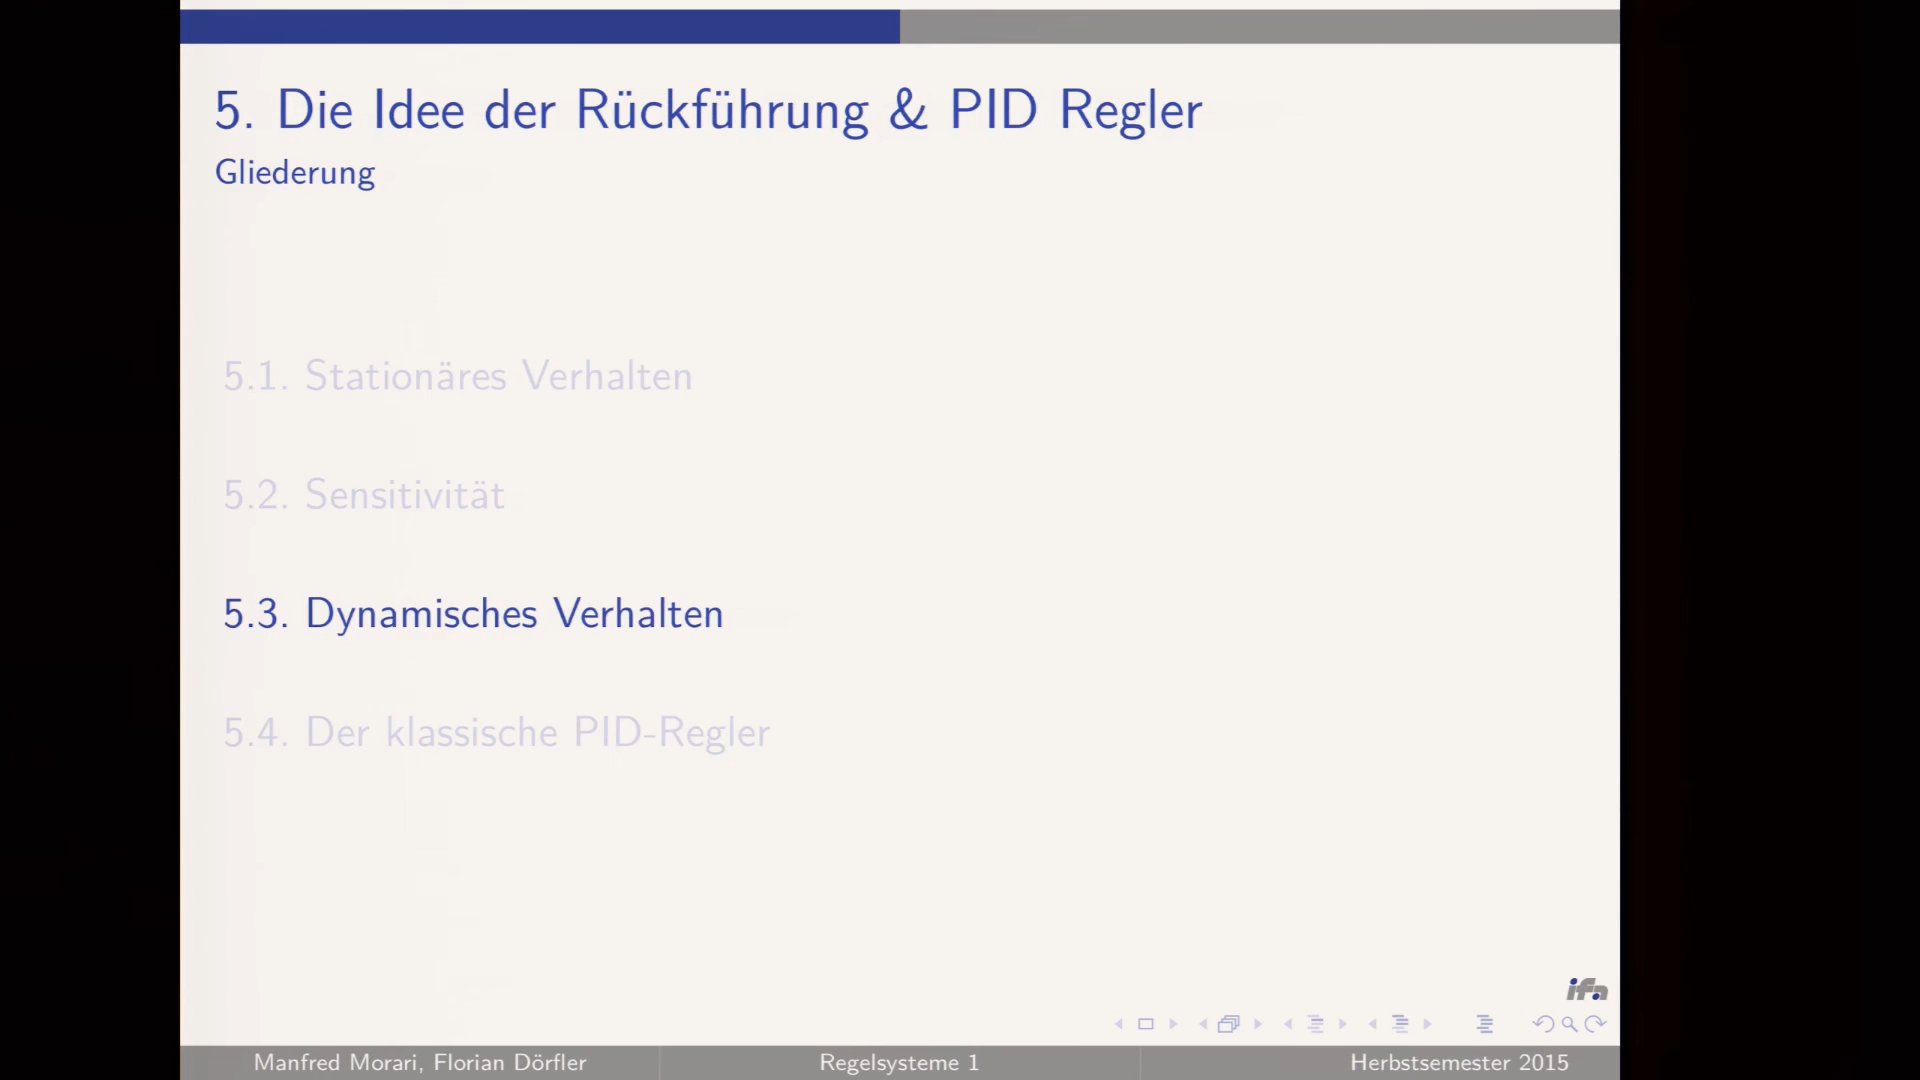 5. Die Idee der Rückführung & PID Regler
Gliederung
5.1. Stationäres Verhalten
5.2. Sensitivität
5.3. Dynamisches Verhalten
5.4. Der klassische PID-Regler
ifa
Manfred Morari, Florian Dörfler
Regelsysteme 1
Herbstsemester 2015